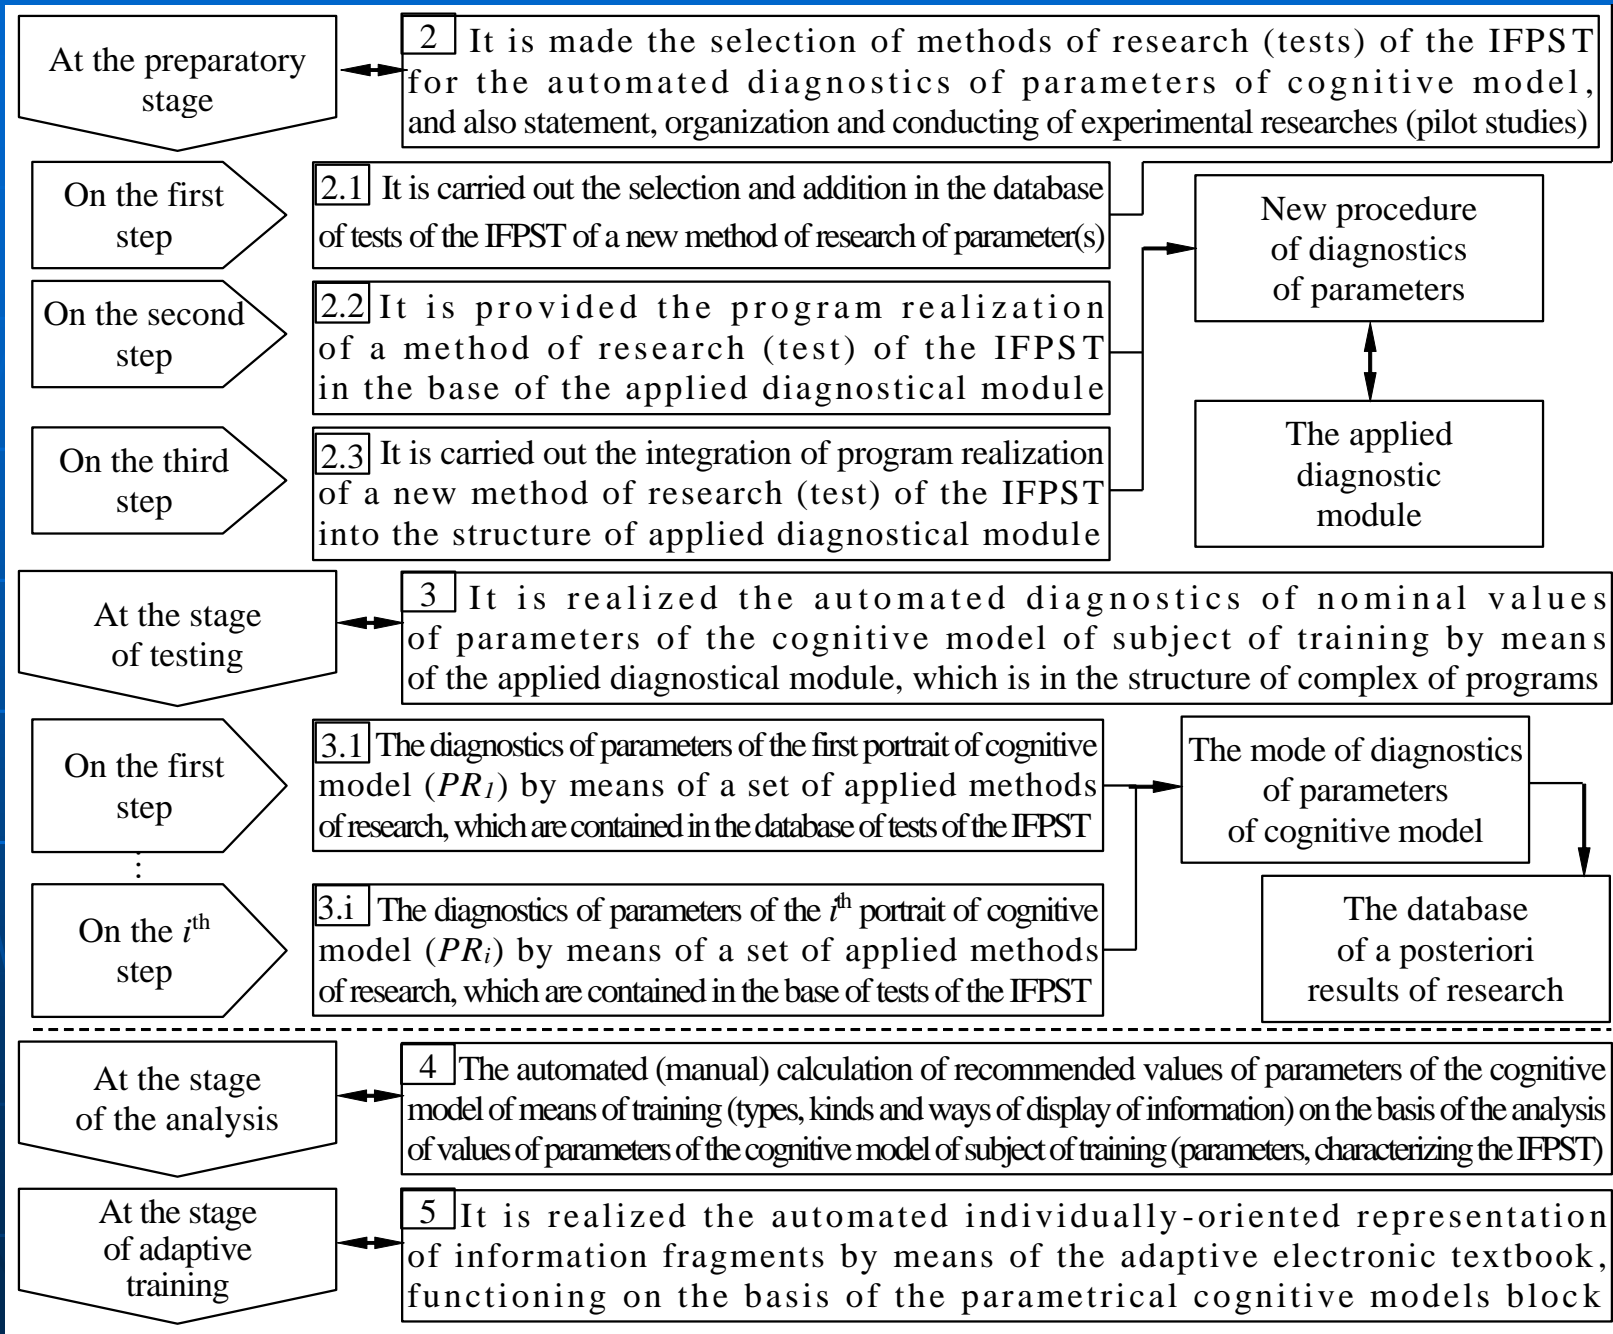 At the preparatory
stage
2 It is made the selection of methods of research (tests) of the IFPST
for the automated diagnostics of parameters of cognitive model,
and also statement, organization and conducting of experimental researches (pilot studies)
On the first
step
2.1 It is carried out the selection and addition in the database
of tests of the IFPST of a new method of research of parameter(s)
New procedure
of diagnostics
of parameters
On the second
step
2.2 It is provided the program realization
of a method of research (test) of the IFPST
in the base of the applied diagnostical module
The applied
diagnostic
module
On the third
step
2.3 It is carried out the integration of program realization
of a new method of research (test) of the IFPST
into the structure of applied diagnostical module
At the stage
of testing
3 It is realized the automated diagnostics of nominal values
of parameters of the cognitive model of subject of training by means
of the applied diagnostical module, which is in the structure of complex of programs
On the first
step
3.1 The diagnostics of parameters of the first portrait of cognitive
model (PR1) by means of a set of applied methods
of research, which are contained in the database of tests of the IFPST
The mode of diagnostics
of parameters
of cognitive model
⋮
On the ith
step
3.i The diagnostics of parameters of the ith portrait of cognitive
model (PRi) by means of a set of applied methods
of research, which are contained in the base of tests of the IFPST
The database
of a posteriori
results of research
At the stage
of the analysis
4 The automated (manual) calculation of recommended values of parameters of the cognitive
model of means of training (types, kinds and ways of display of information) on the basis of the analysis
of values of parameters of the cognitive model of subject of training (parameters, characterizing the IFPST)
At the stage
of adaptive
training
5 It is realized the automated individually-oriented representation
of information fragments by means of the adaptive electronic textbook,
functioning on the basis of the parametrical cognitive models block